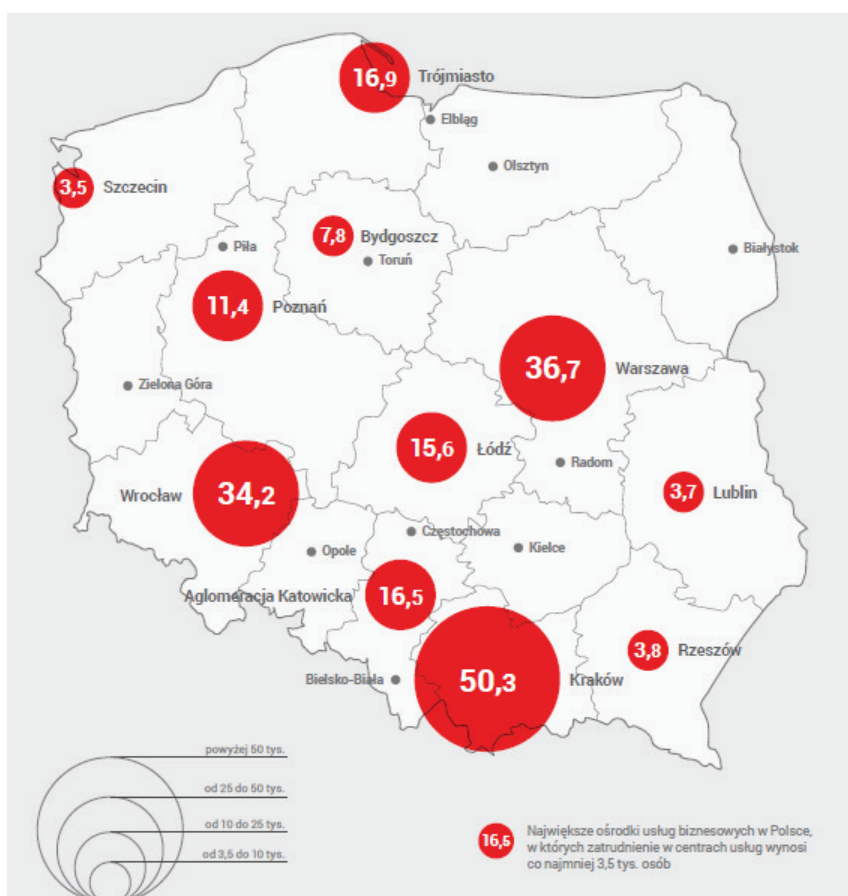 16,9 Trójmiasto
Elbląg
Olsztyn
3,5 Szczecin
7,8 Bydgoszcz
Piła
Toruń
Białystok
11,4 Poznań
36,7 Warszawa
Zielona Góra
15,6 Łódź
Radom
Wrocław 34,2
3,7 Lublin
Częstochowa
Opole
Kielce
Aglomeracja Katowicka 16,5
3,8 Rzeszów
Bielsko-Biała
50,3 Kraków
powyżej 50 tys.
od 25 do 50 tys.
od 10 do 25 tys.
od 3,5 do 10 tys.
16,5
Największe ośrodki usług biznesowych w Polsce,
w których zatrudnienie w centrach usług wynosi
co najmniej 3,5 tys. osób